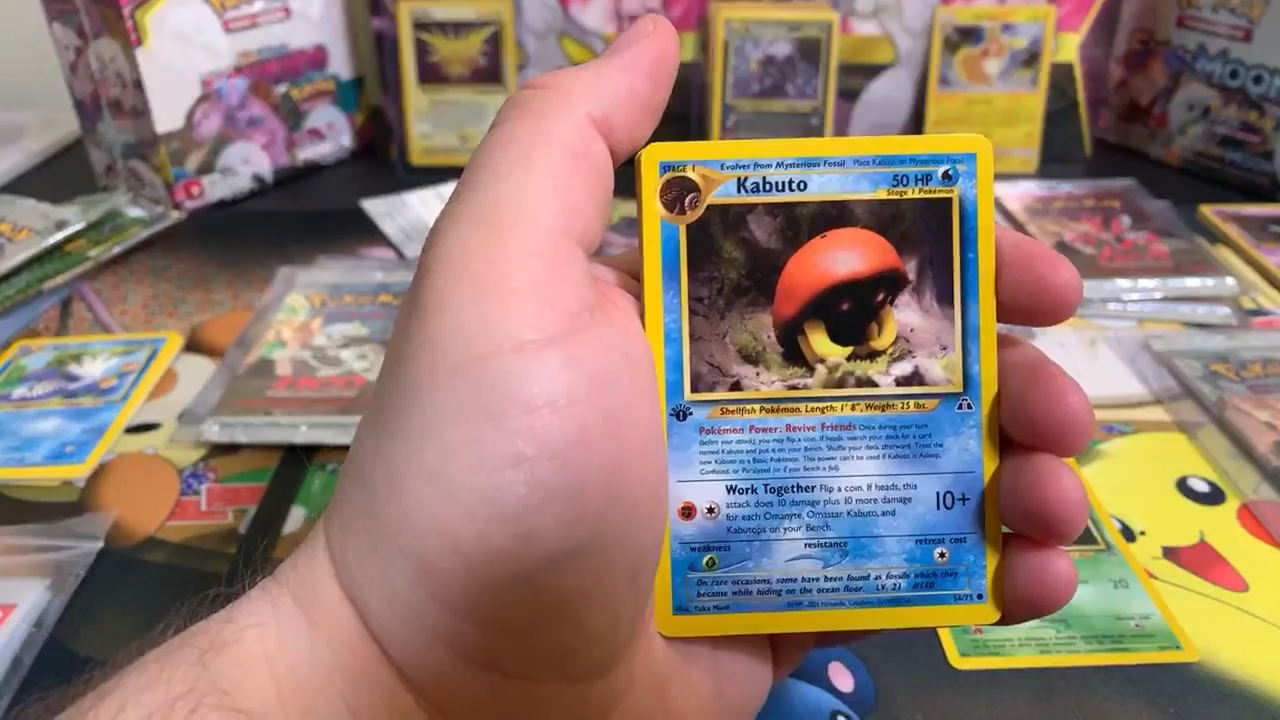 STAGE 1
Evolves from Mysterious Fossil Place Kabuto on Mysterious Fossil
Kabuto
50 HP
Stage 1 Pokémon
EDITION
1
Shellfish Pokémon. Length: 1' 8", Weight: 25 lbs.
Pokémon Power: Revive Friends Once during your turn
(before your attack), you may flip a coin. If heads, search your deck for a card
named Kabuto and put it on your Bench. Shuffle your deck afterward. Treat the
new Kabuto as a Basic Pokémon. This power can't be used if Kabuto is Asleep,
Confused, or Paralyzed (or if your Bench is full).
Work Together Flip a coin. If heads, this
attack does 10 damage plus 10 more damage
for each Omanyte, Omastar, Kabuto, and
Kabutops on your Bench.
10+
weakness
resistance
retreat cost
On rare occasions, some have been found as fossils which they
became while hiding on the ocean floor. LV. 21 #140
Illus. Yuka Morii
56/75
20
MOON